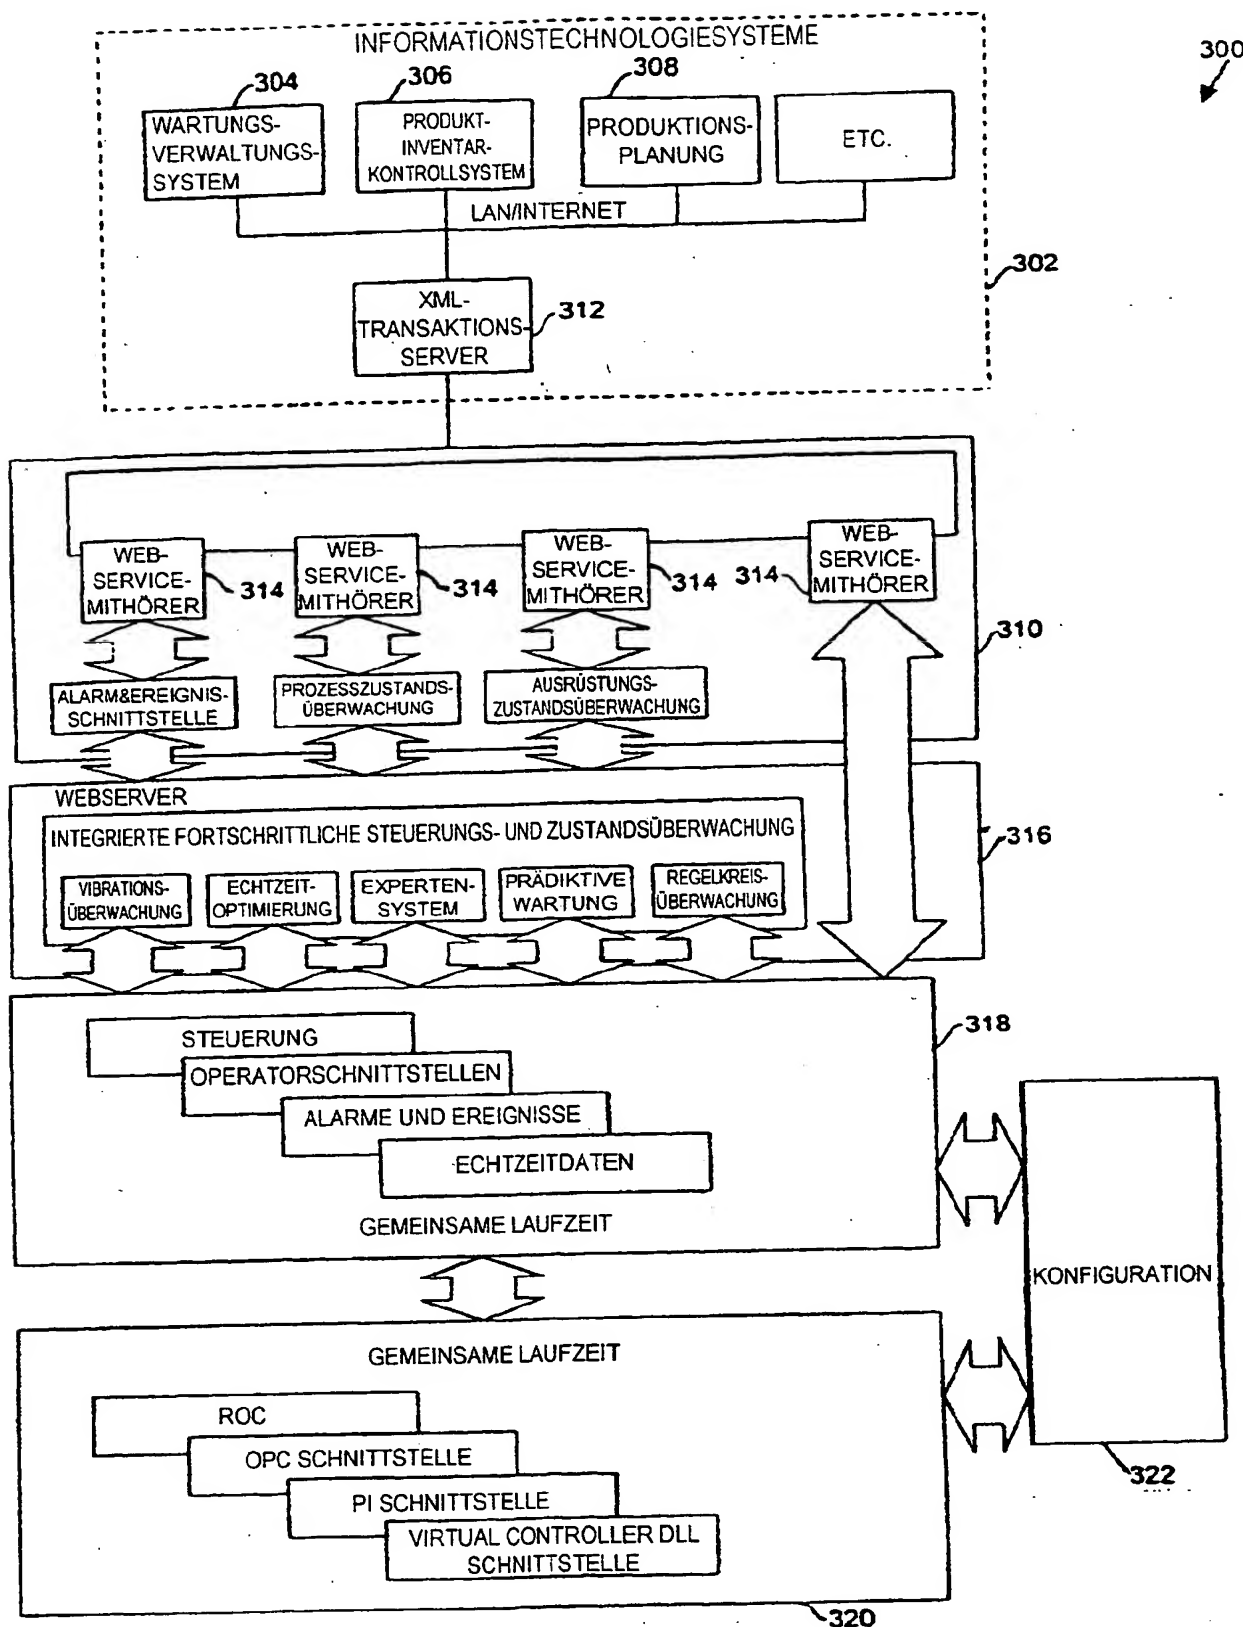 INFORMATIONSTECHNOLOGIESYSTEME
300
304
306
308
WARTUNGS-
VERWALTUNGS-
SYSTEM
PRODUKT-
INVENTAR-
KONTROLLSYSTEM
PRODUKTIONS-
PLANUNG
ETC.
LAN/INTERNET
302
XML-
TRANSAKTIONS-
SERVER
312
WEB-
SERVICE-
MITHÖRER
314
WEB-
SERVICE-
MITHÖRER
314
WEB-
SERVICE-
MITHÖRER
314
WEB-
SERVICE-
MITHÖRER
314
310
ALARM&EREIGNIS-
SCHNITTSTELLE
PROZESSZUSTANDS-
ÜBERWACHUNG
AUSRÜSTUNGS-
ZUSTANDSÜBERWACHUNG
WEBSERVER
INTEGRIERTE FORTSCHRITTLICHE STEUERUNGS- UND ZUSTANDSÜBERWACHUNG
316
VIBRATIONS-
ÜBERWACHUNG
ECHTZEIT-
OPTIMIERUNG
EXPERTEN-
SYSTEM
PRÄDIKTIVE
WARTUNG
REGELKREIS-
ÜBERWACHUNG
318
STEUERUNG
OPERATORSCHNITTSTELLEN
ALARME UND EREIGNISSE
ECHTZEITDATEN
GEMEINSAME LAUFZEIT
KONFIGURATION
322
GEMEINSAME LAUFZEIT
ROC
OPC SCHNITTSTELLE
PI SCHNITTSTELLE
VIRTUAL CONTROLLER DLL
SCHNITTSTELLE
320